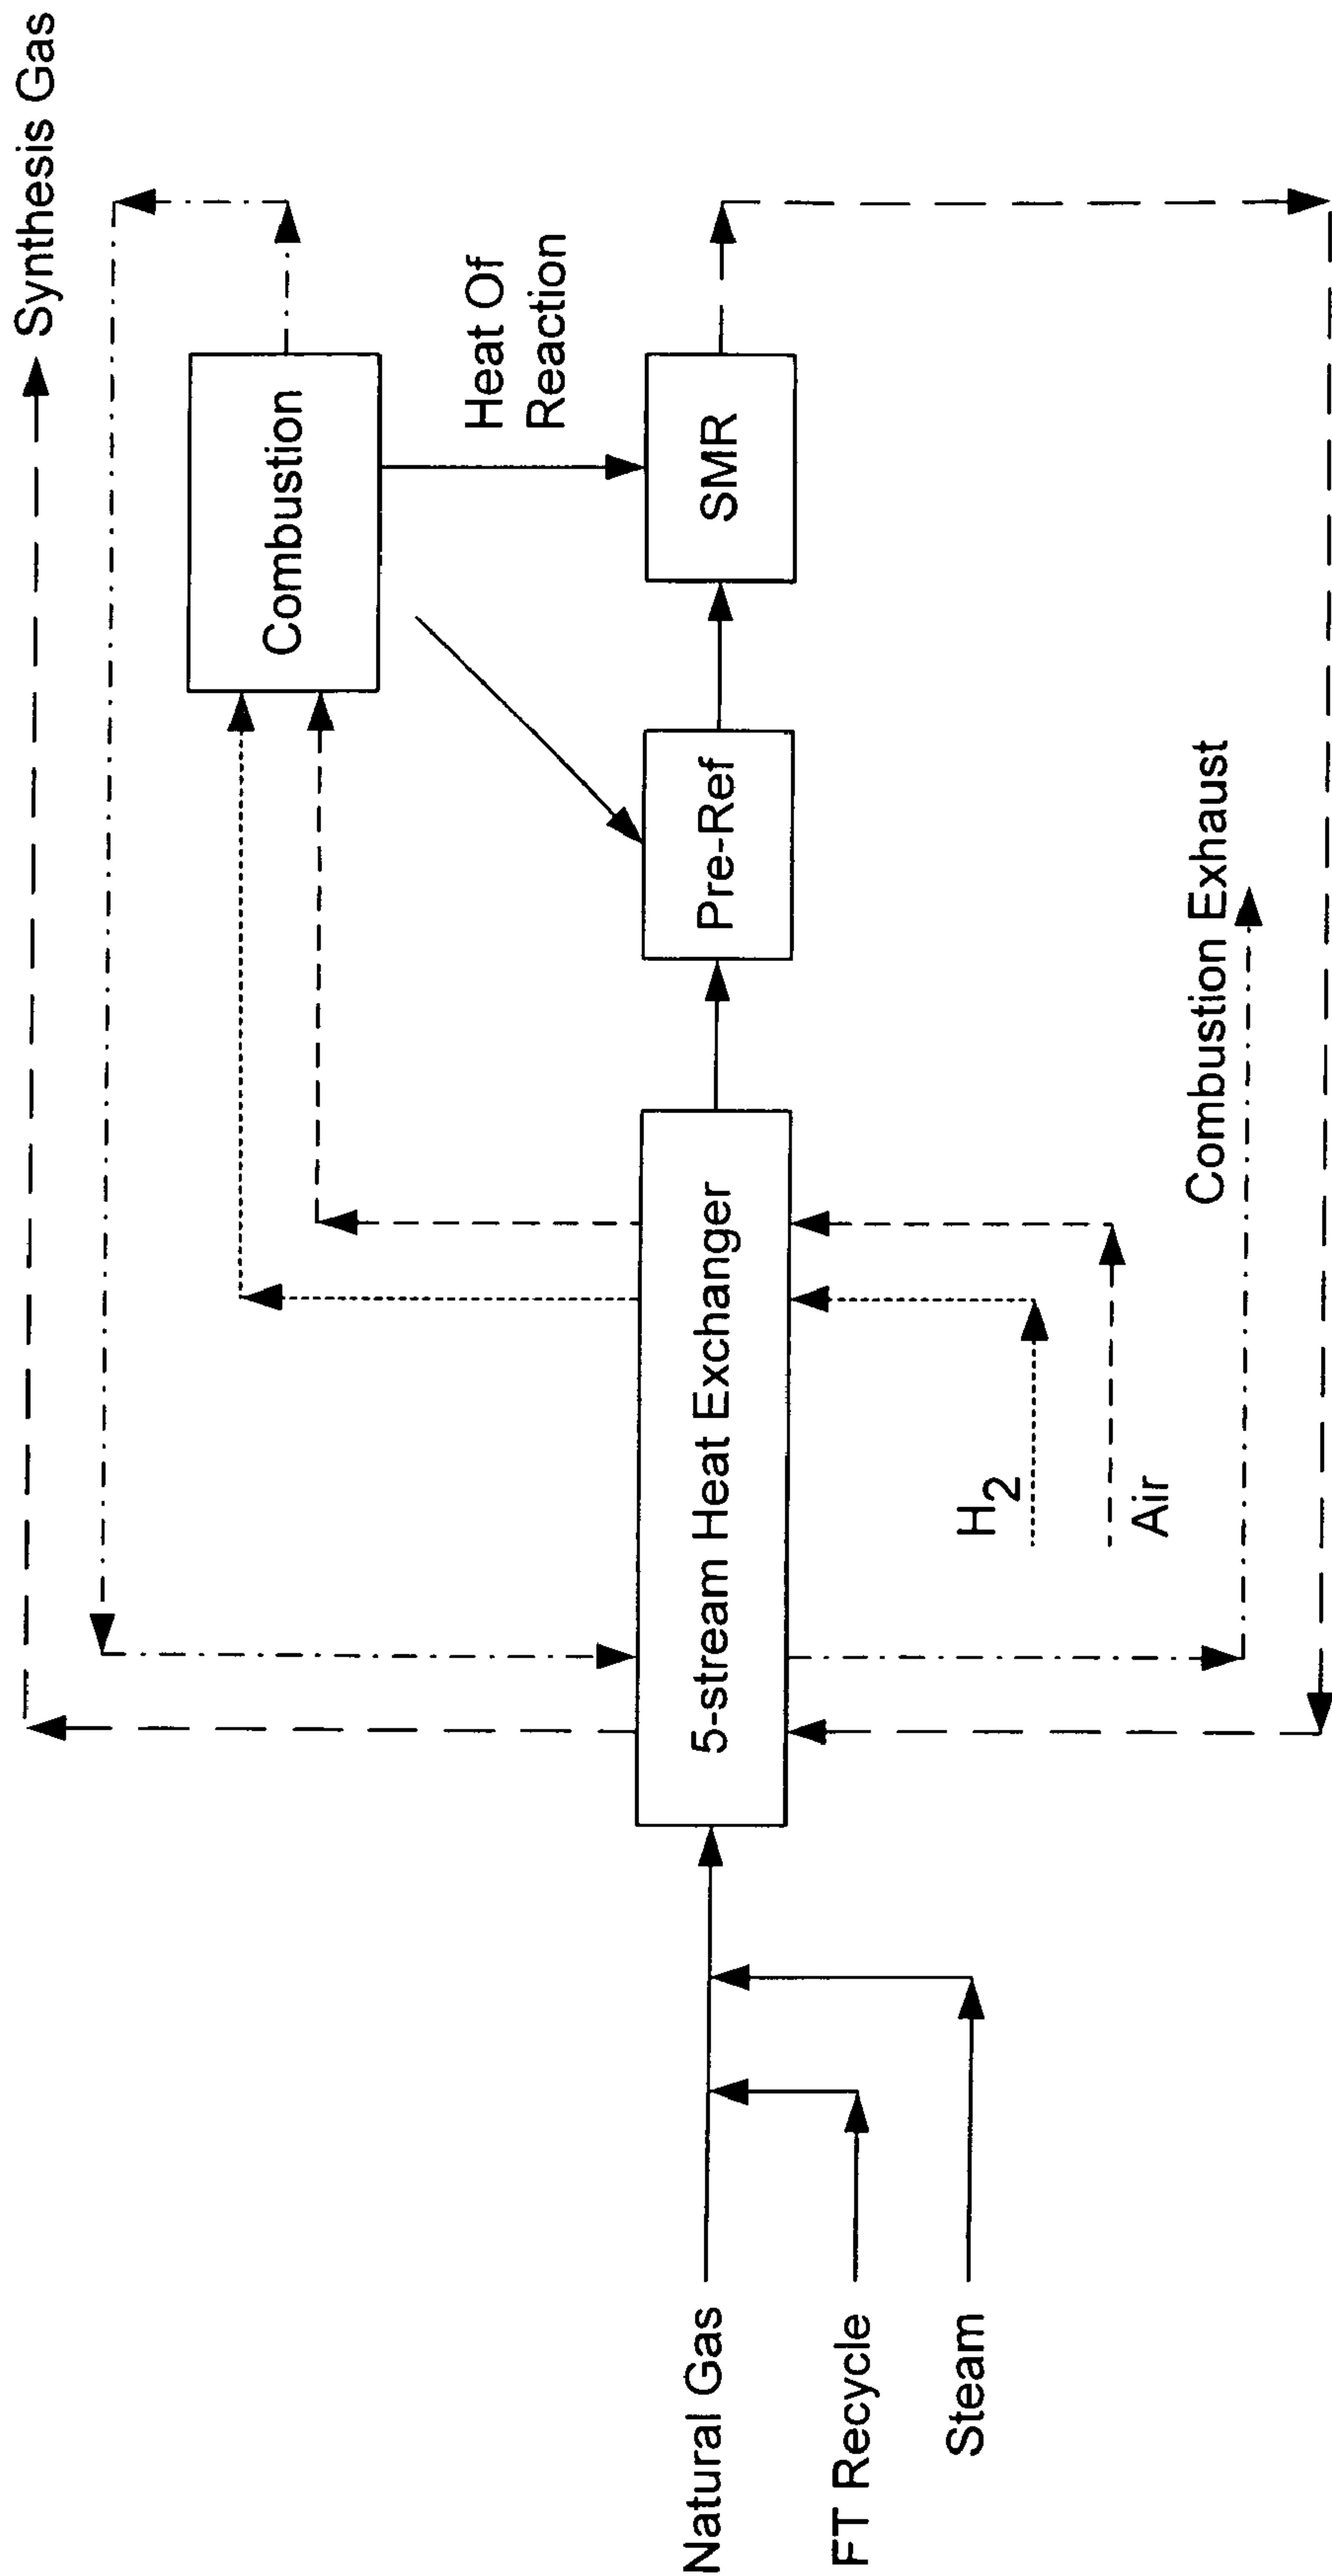 Synthesis Gas
Combustion
Heat Of
Reaction
SMR
Pre-Ref
Combustion Exhaust
5-stream Heat Exchanger
H2
Air
Natural Gas
FT Recycle
Steam